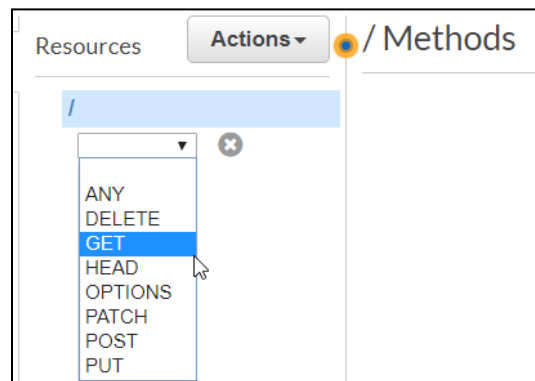 Resources
Actions
/ Methods
/
ANY
DELETE
GET
HEAD
OPTIONS
PATCH
POST
PUT